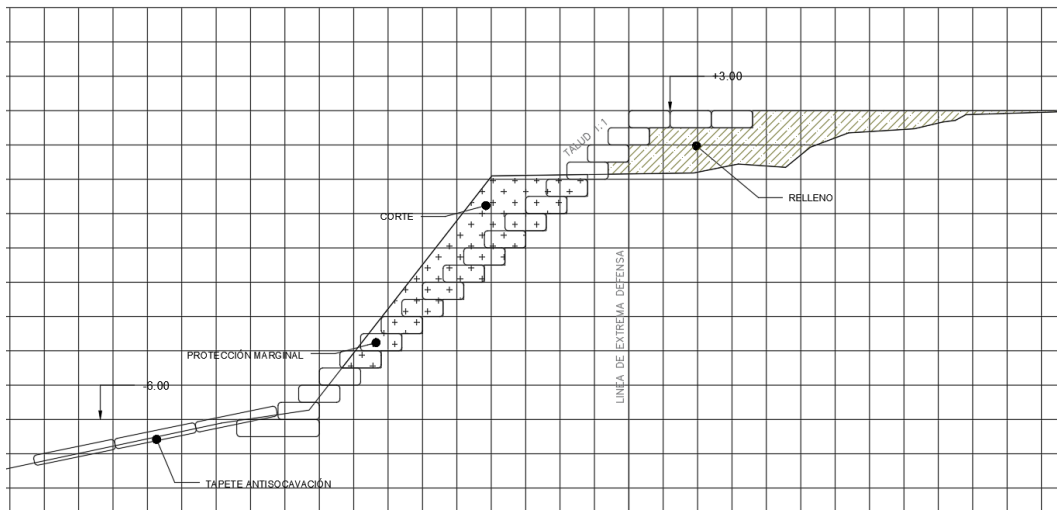 +3.00
TALUD 1:1
RELLENO
CORTE
LINEA DE EXTREMA DEFENSA
PROTECCIÓN MARGINAL
-6.00
TAPETE ANTISOCAVACIÓN